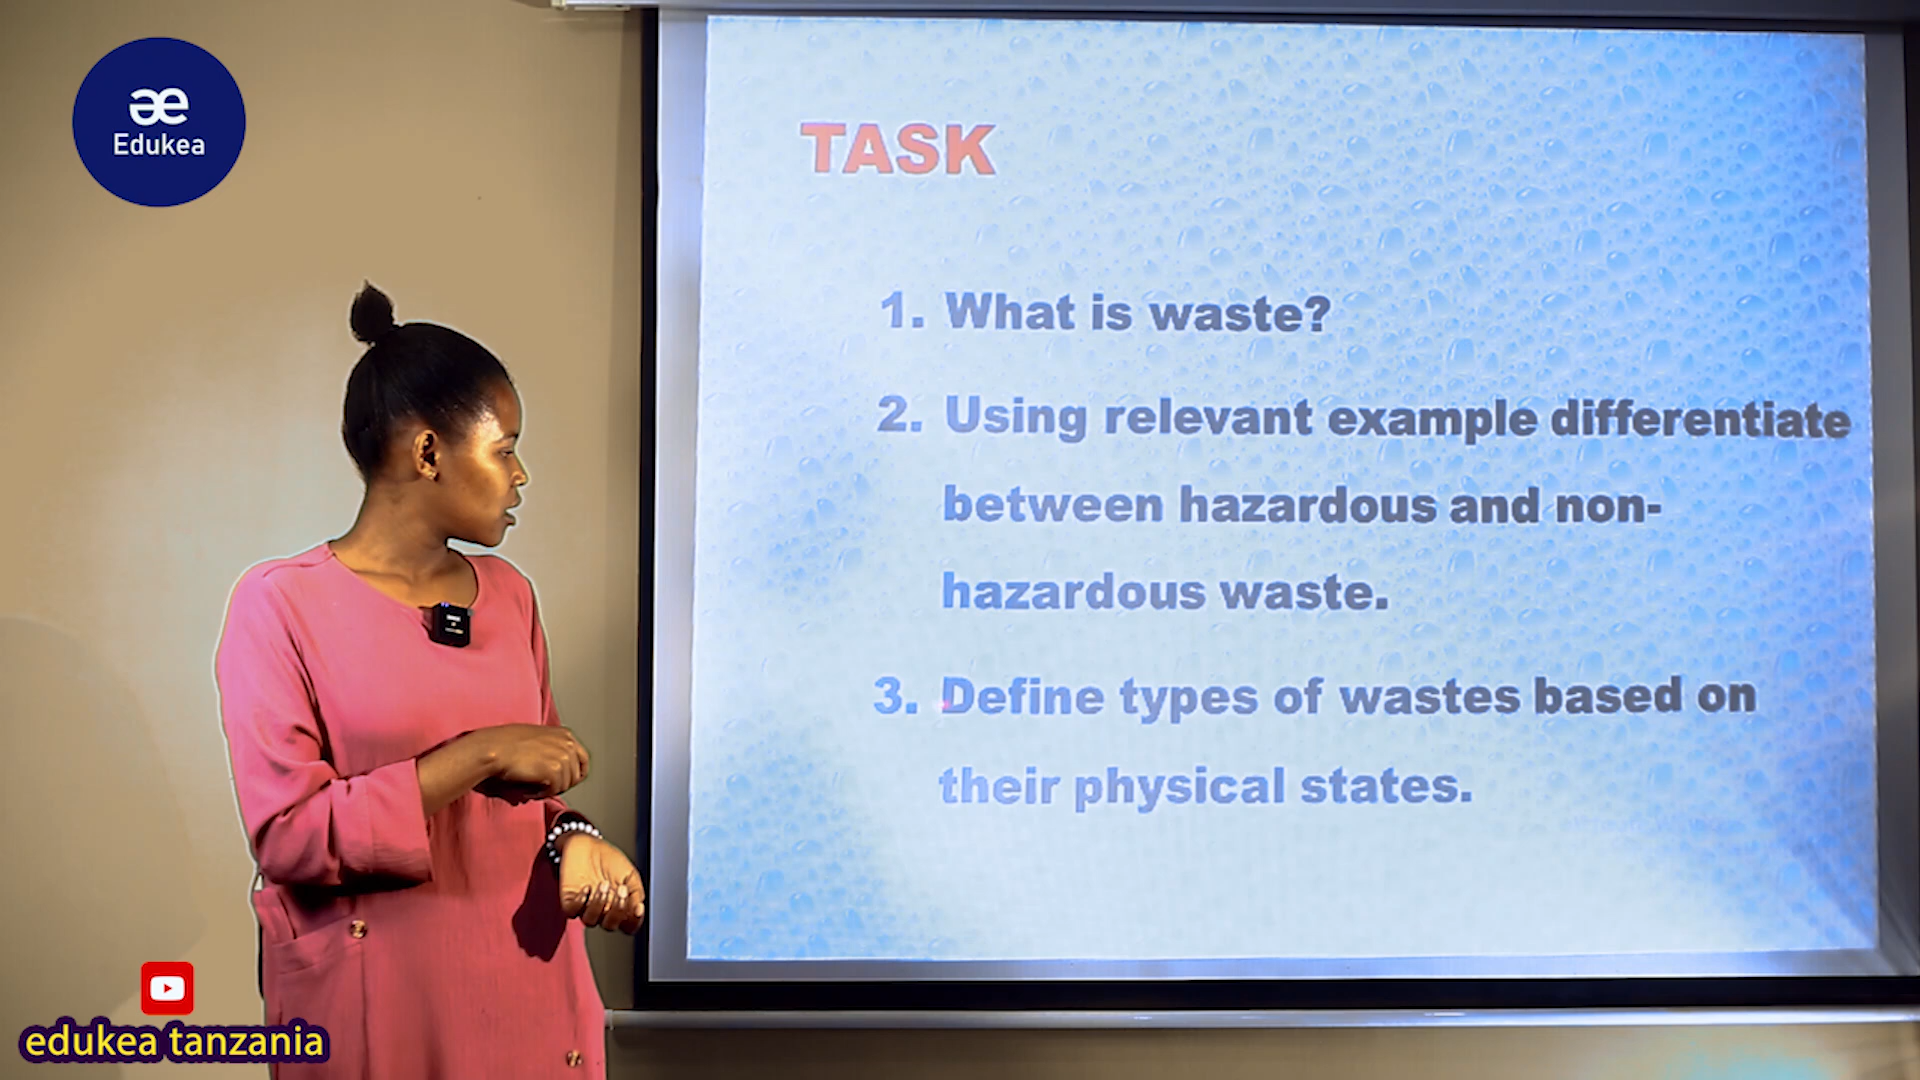 æ
Edukea
TASK
1. What is waste?
2. Using relevant example differentiate
between hazardous and non-
hazardous waste.
3. Define types of wastes based on
their physical states.
edukea tanzania